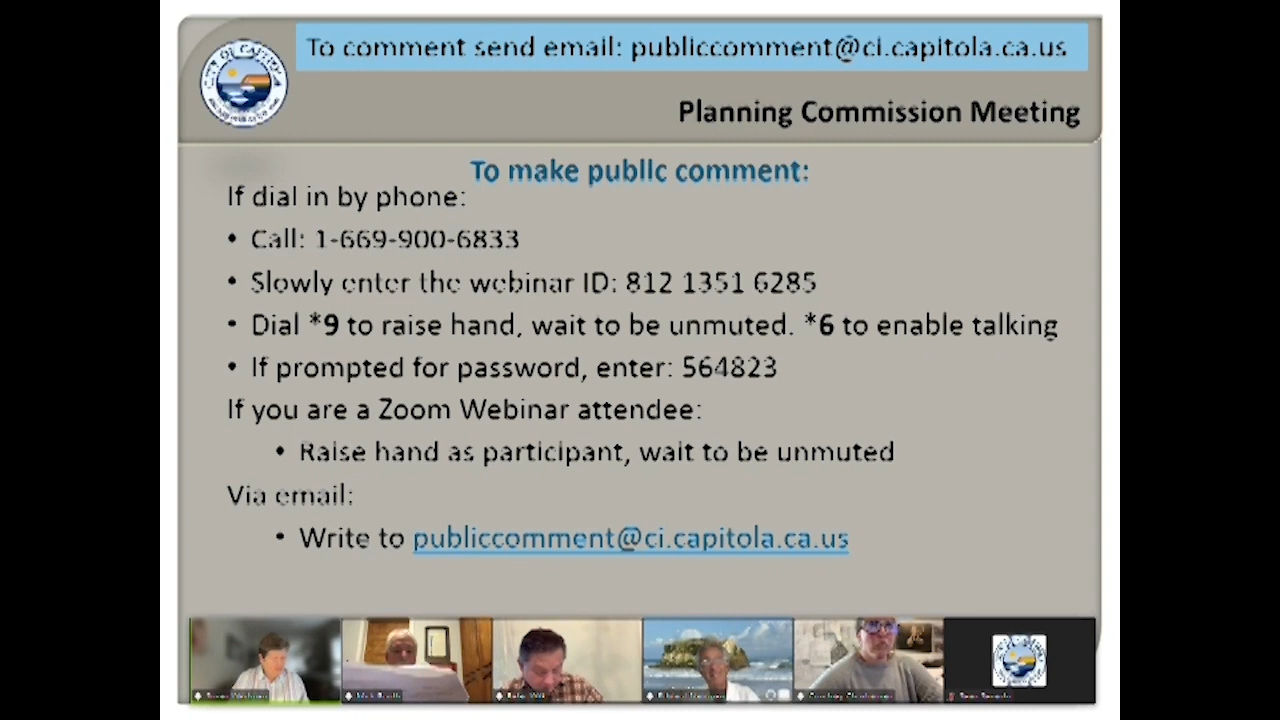 To comment send email: publiccomment@ci.capitola.ca.us
CITY OF CAPITOLA
Planning Commission Meeting
To make public comment:
If dial in by phone:
• Call: 1-669-900-6833
• Slowly enter the webinar ID: 812 1351 6285
• Dial *9 to raise hand, wait to be unmuted. *6 to enable talking
• If prompted for password, enter: 564823
If you are a Zoom Webinar attendee:
• Raise hand as participant, wait to be unmuted
Via email:
• Write to publiccomment@ci.capitola.ca.us